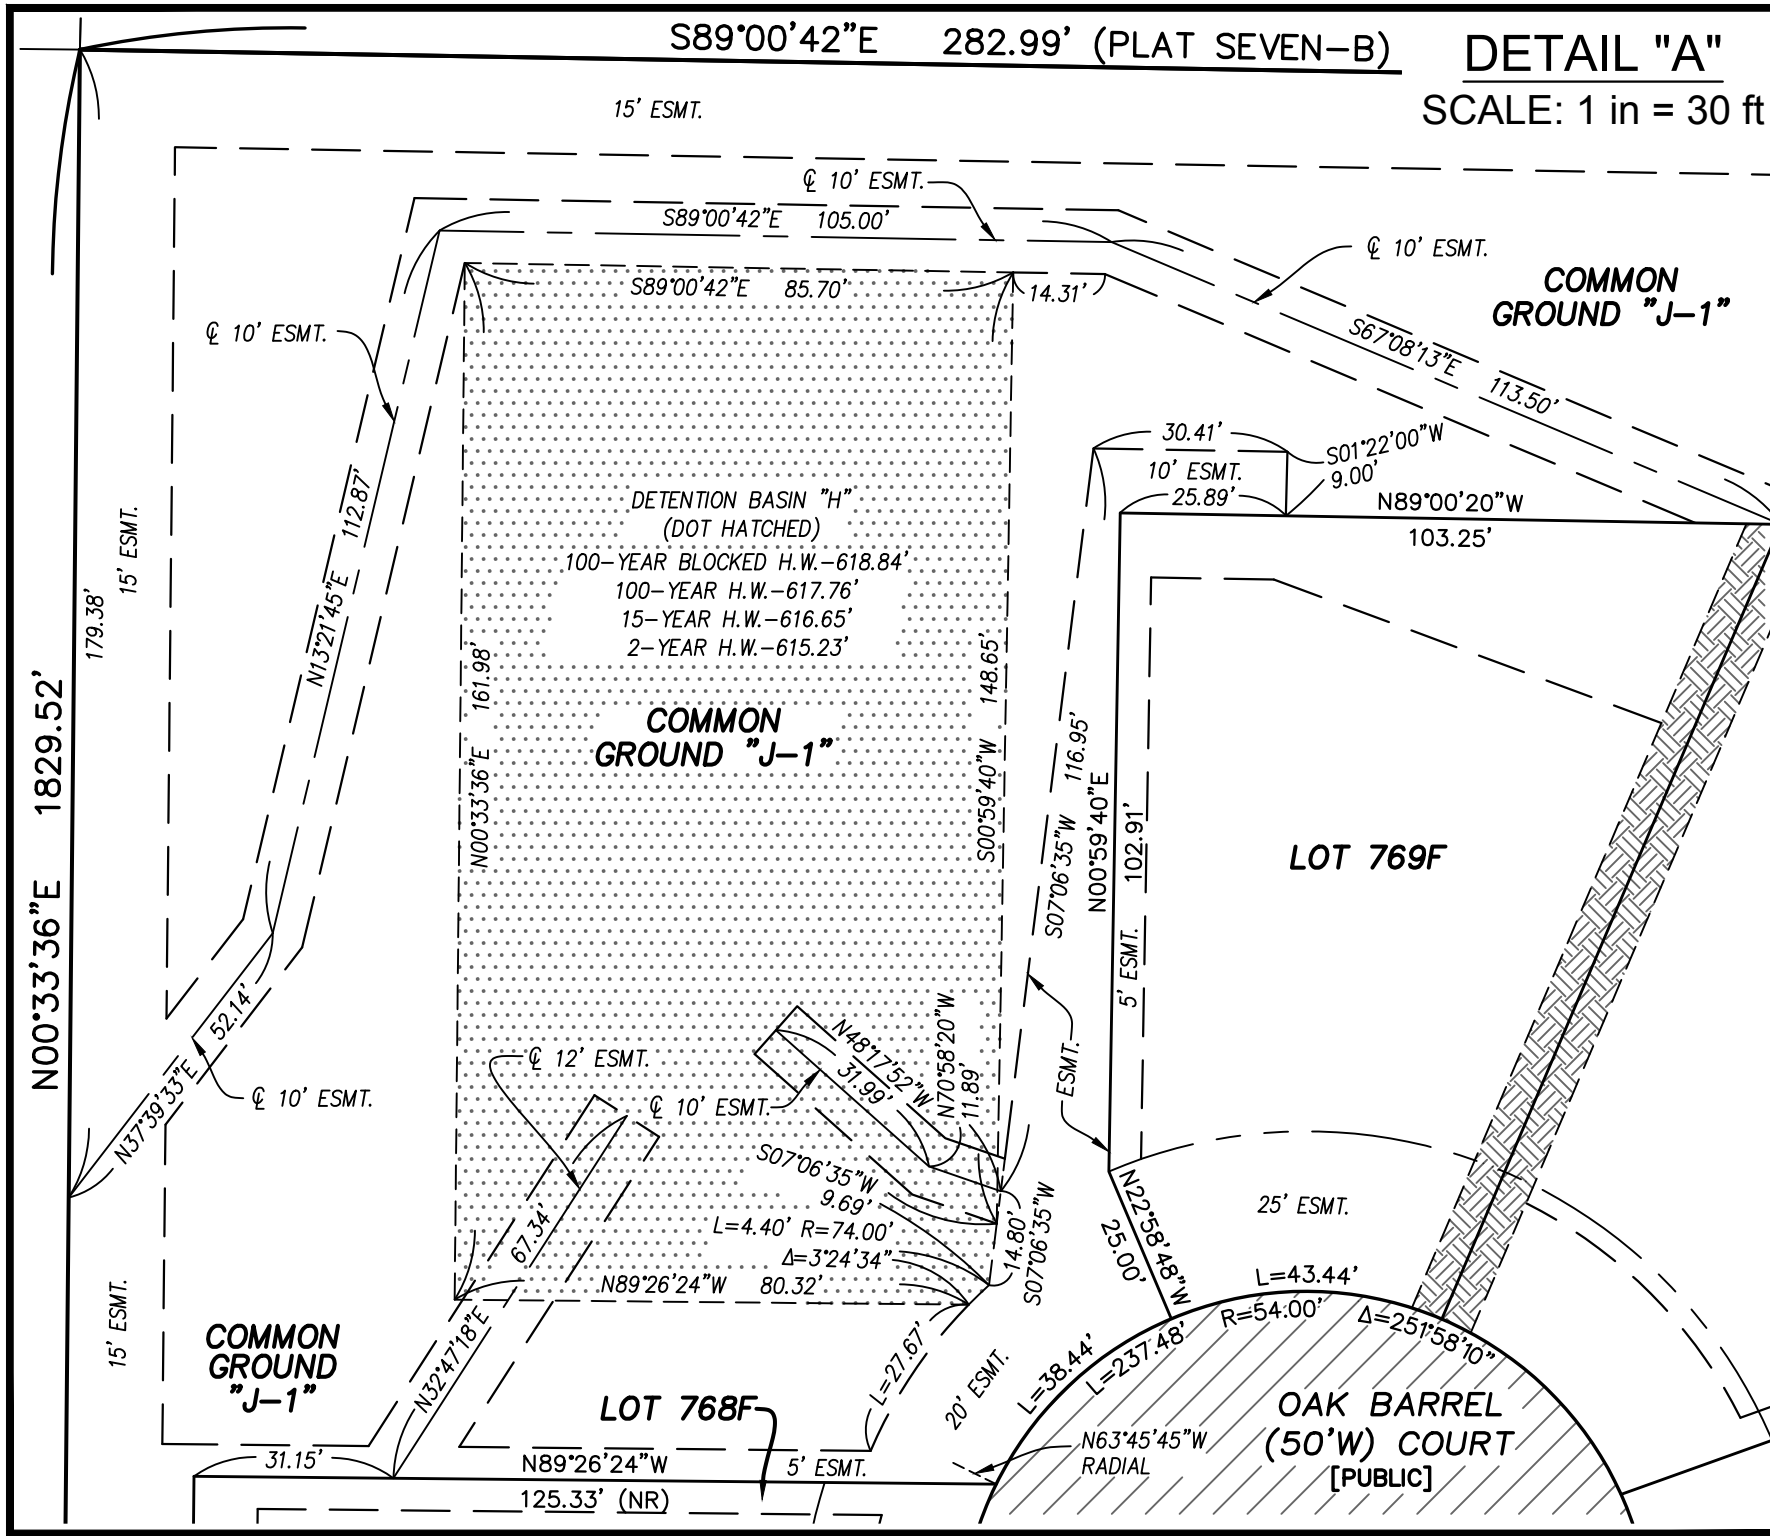 S89°00'42"E 282.99' (PLAT SEVEN-B)
DETAIL "A"
SCALE: 1 in = 30 ft
15' ESMT.
℄ 10' ESMT.
S89°00'42"E 105.00'
℄ 10' ESMT.
COMMON
GROUND "J-1"
S89°00'42"E 85.70'
14.31'
℄ 10' ESMT.
S67°08'13"E 113.50'
30.41'
S01°22'00"W
9.00'
10' ESMT.
25.89'
N89°00'20"W
103.25'
DETENTION BASIN "H"
(DOT HATCHED)
100-YEAR BLOCKED H.W.-618.84'
100-YEAR H.W.-617.76'
15-YEAR H.W.-616.65'
2-YEAR H.W.-615.23'
15' ESMT.
179.38'
N13°21'45"E 112.87'
N00°33'36"E 1829.52'
N00°33'36"E 161.98'
COMMON
GROUND "J-1"
S00°59'40"W 148.65'
S07°06'35"W 116.95'
N00°59'40"E
102.91'
5' ESMT.
LOT 769F
52.14'
N37°39'33"E
℄ 10' ESMT.
℄ 12' ESMT.
℄ 10' ESMT.
N48°17'52"W
31.99'
N70°58'20"W
11.89'
ESMT.
S07°06'35"W
9.69'
L=4.40' R=74.00'
Δ=3°24'34"
N89°26'24"W 80.32'
14.80'
S07°06'35"W
N22°58'48"W
25.00'
25' ESMT.
L=43.44'
R=54.00'
Δ=251°58'10"
L=237.48'
L=38.44'
67.34'
N32°47'18"E
15' ESMT.
COMMON
GROUND
"J-1"
L=27.67'
20' ESMT.
LOT 768F
OAK BARREL
(50'W) COURT
[PUBLIC]
N63°45'45"W
RADIAL
31.15'
N89°26'24"W
5' ESMT.
125.33' (NR)